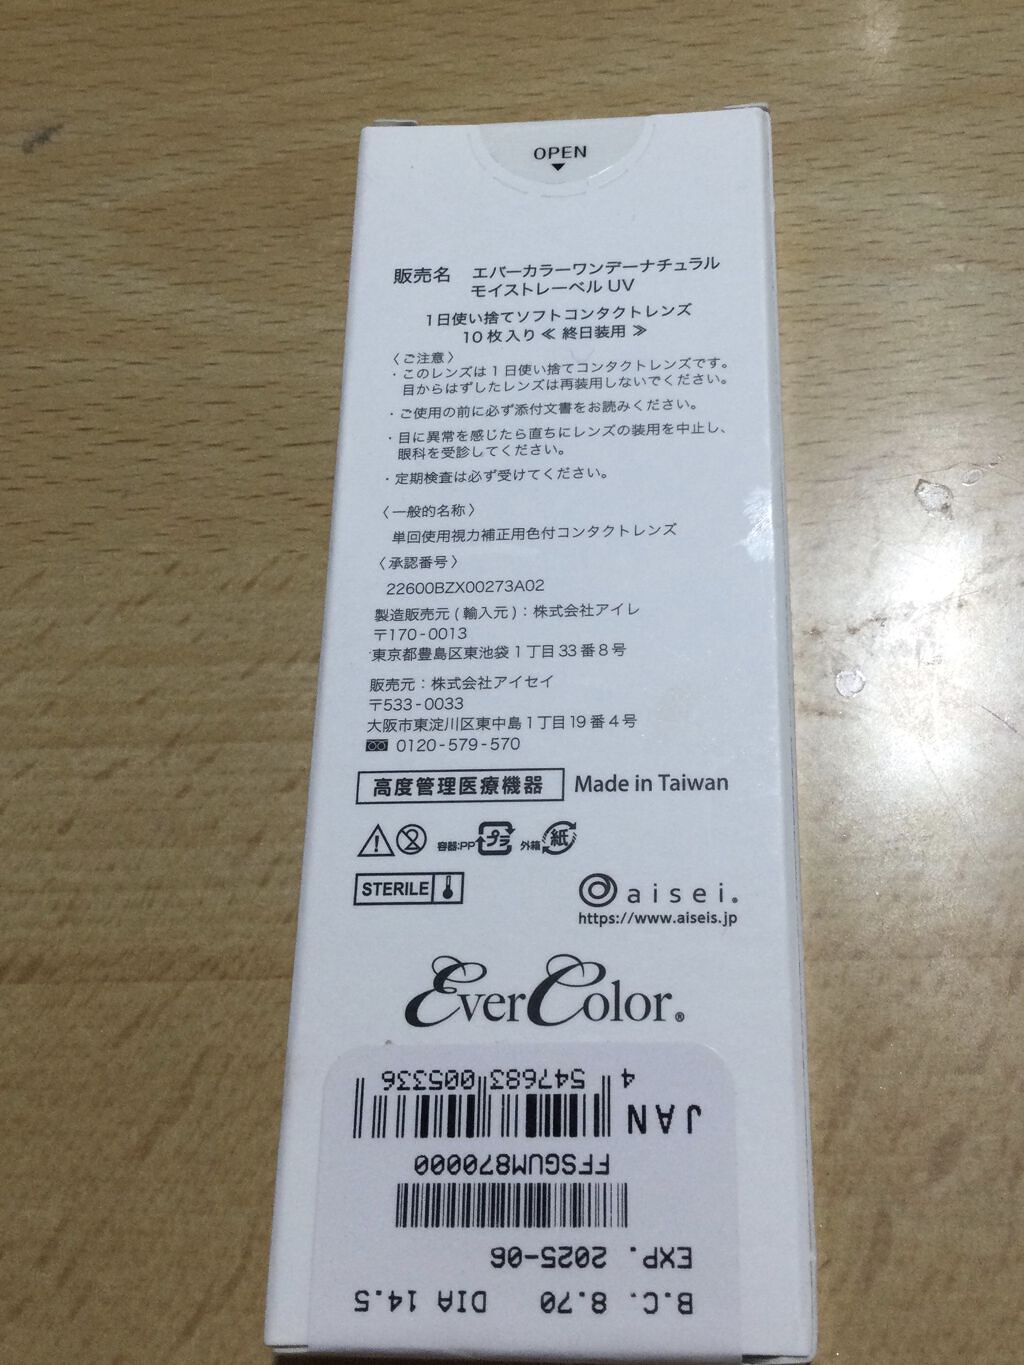 OPEN
販売名 エバーカラーワンデーナチュラル
モイストレーベル UV
1日使い捨てソフトコンタクトレンズ
10枚入り≪ 終日装用 ≫
〈ご注意〉
・このレンズは1日使い捨てコンタクトレンズです。
目からはずしたレンズは再装用しないでください。
・ご使用の前に必ず添付文書をお読みください。
・目に異常を感じたら直ちにレンズの装用を中止し、
眼科を受診してください。
・定期検査は必ず受けてください。
〈一般的名称〉
単回使用視力補正用色付コンタクトレンズ
〈承認番号〉
22600BZX00273A02
製造販売元(輸入元):株式会社アイレ
〒170-0013
東京都豊島区東池袋1丁目33番8号
販売元:株式会社アイセイ
〒533-0033
大阪市東淀川区東中島1丁目19番4号
0120-579-570
高度管理医療機器 Made in Taiwan
容器:PP プラ 外箱 紙
STERILE
aisei.
https://www.aiseis.jp
EverColor®
B.C. 8.70 DIA 14.5
EXP. 2025-06
FFSGUM870000
JAN
4 547683 005336